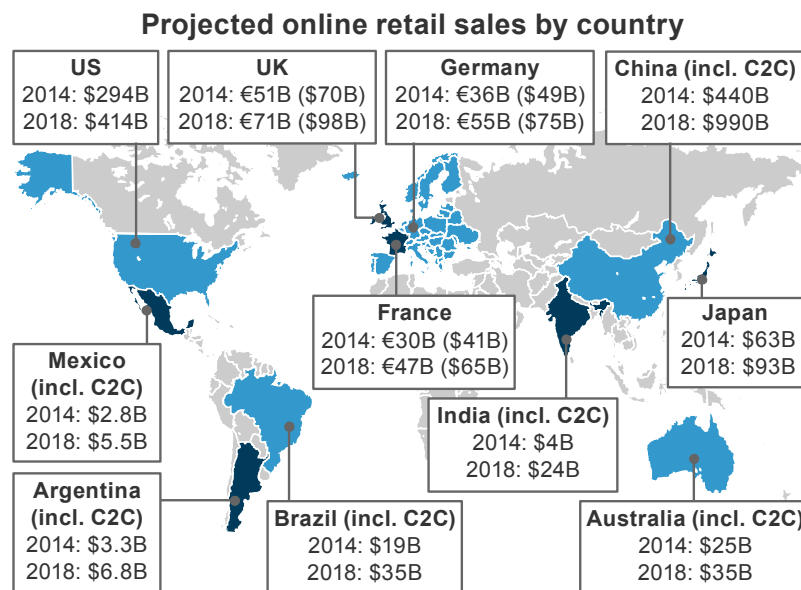 Projected online retail sales by country
US
2014: $294B
2018: $414B
UK
2014: €51B ($70B)
2018: €71B ($98B)
Germany
2014: €36B ($49B)
2018: €55B ($75B)
China (incl. C2C)
2014: $440B
2018: $990B
France
2014: €30B ($41B)
2018: €47B ($65B)
Japan
2014: $63B
2018: $93B
Mexico
(incl. C2C)
2014: $2.8B
2018: $5.5B
India (incl. C2C)
2014: $4B
2018: $24B
Argentina
(incl. C2C)
2014: $3.3B
2018: $6.8B
Brazil (incl. C2C)
2014: $19B
2018: $35B
Australia (incl. C2C)
2014: $25B
2018: $35B